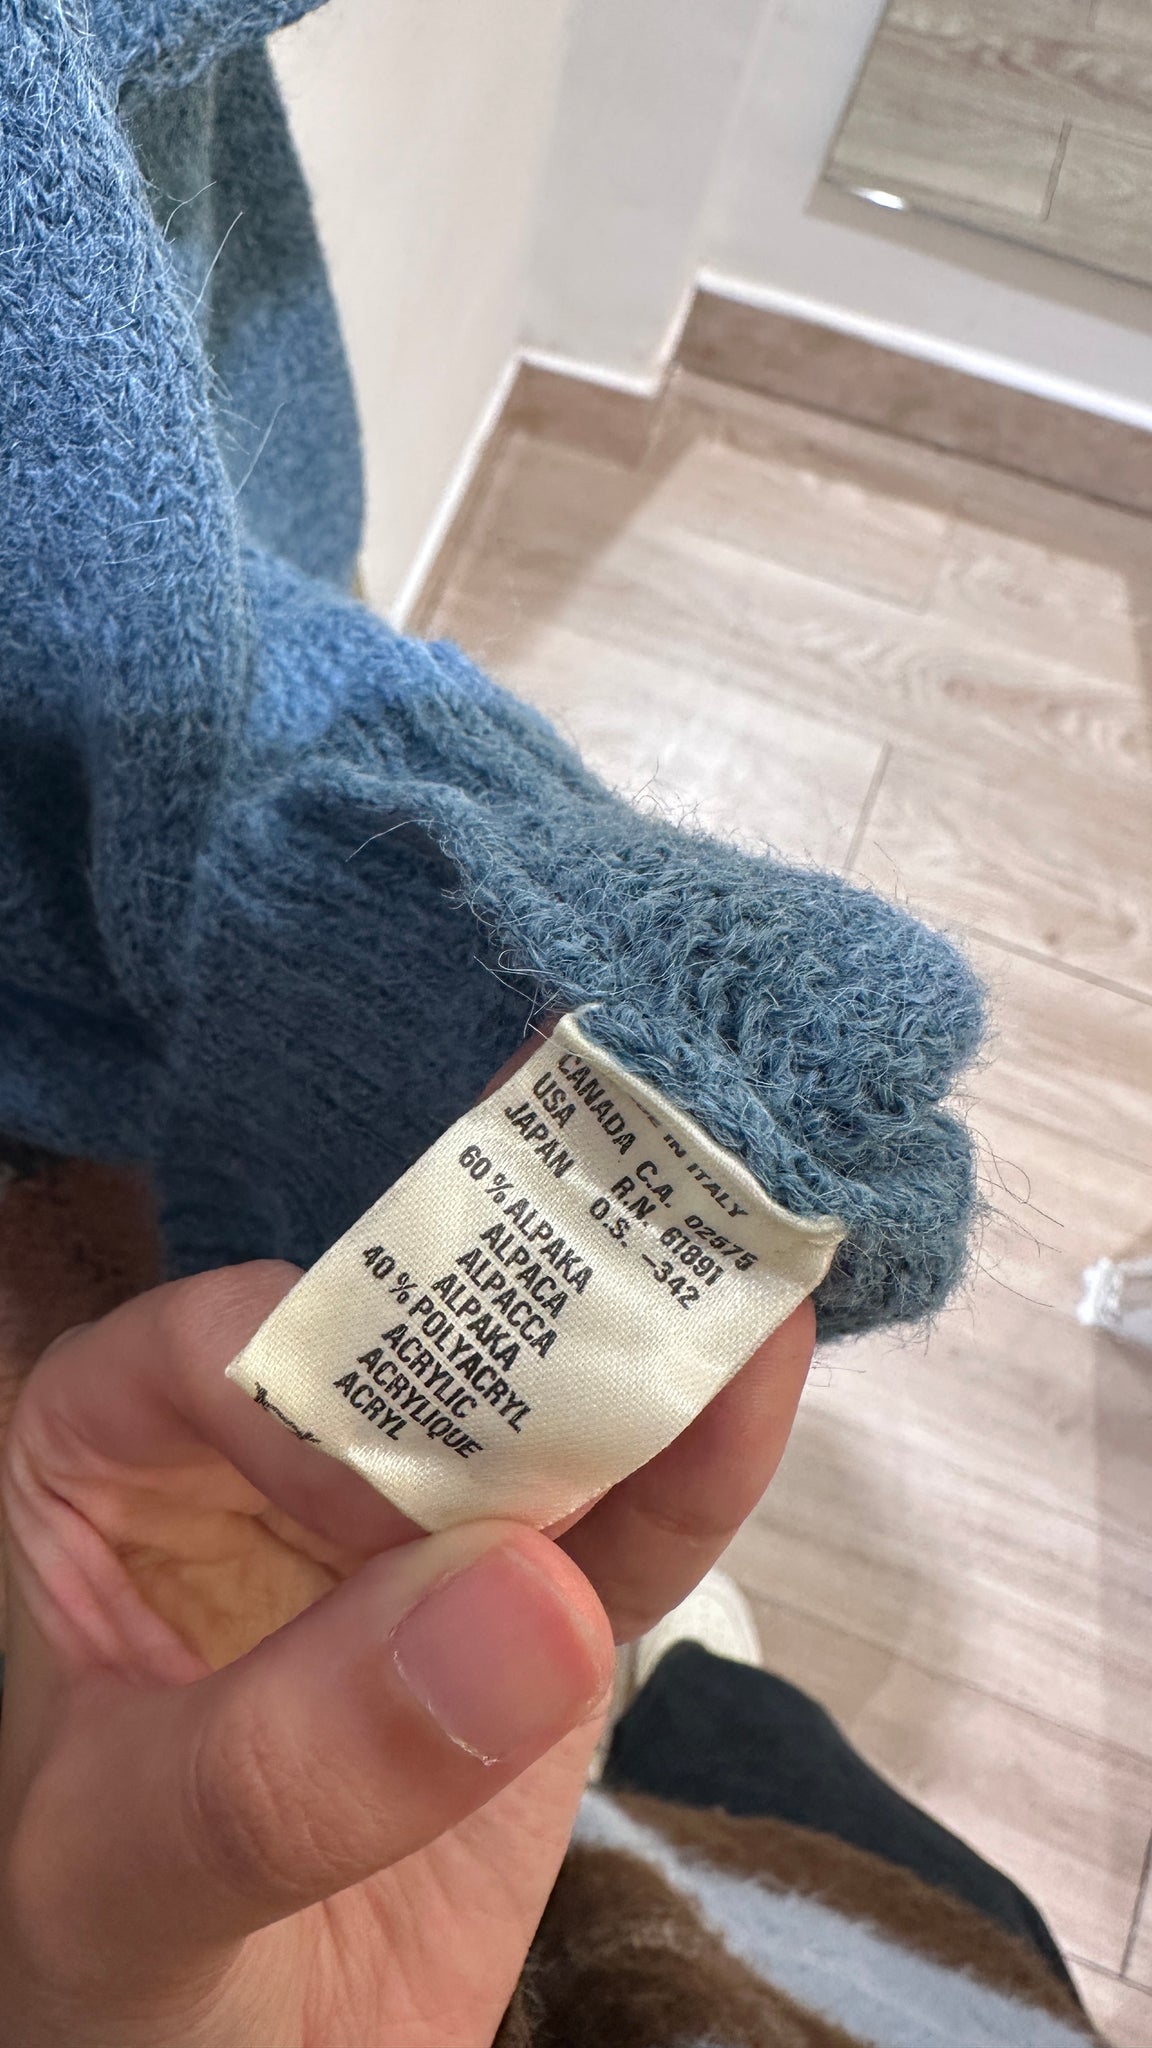 IN ITALY
CANADA C.A. 02575
USA R.N. 61891
JAPAN O.S. -342
60% ALPAKA
ALPACA
ALPACCA
ALPAKA
40% POLYACRYL
ACRYLIC
ACRYLIQUE
ACRYL